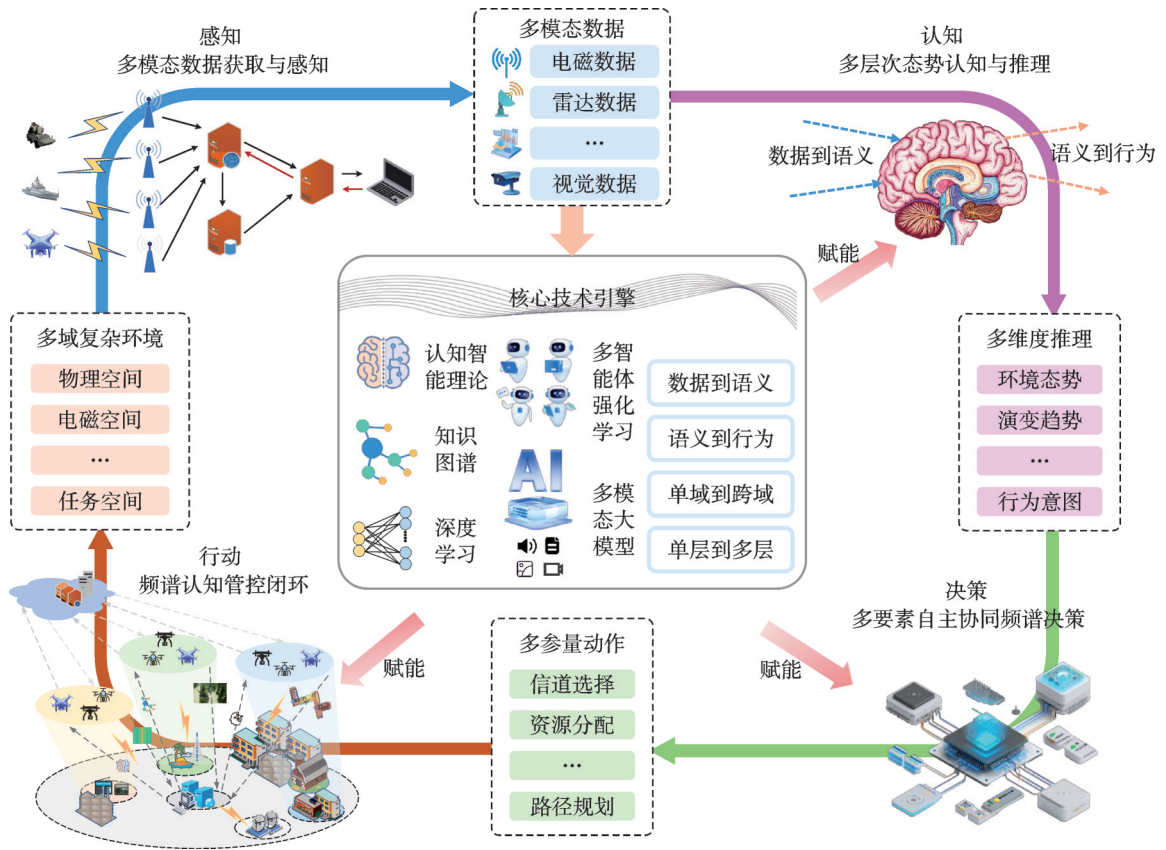 感知
多模态数据获取与感知
多模态数据
电磁数据
雷达数据
...
视觉数据
认知
多层次态势认知与推理
数据到语义
语义到行为
赋能
多域复杂环境
物理空间
电磁空间
...
任务空间
核心技术引擎
认知智
能理论
知识
图谱
深度
学习
多智
能体
强化
学习
AI
多模
态大
模型
数据到语义
语义到行为
单域到跨域
单层到多层
多维度推理
环境态势
演变趋势
...
行为意图
行动
频谱认知管控闭环
赋能
多参量动作
信道选择
资源分配
...
路径规划
赋能
决策
多要素自主协同频谱决策